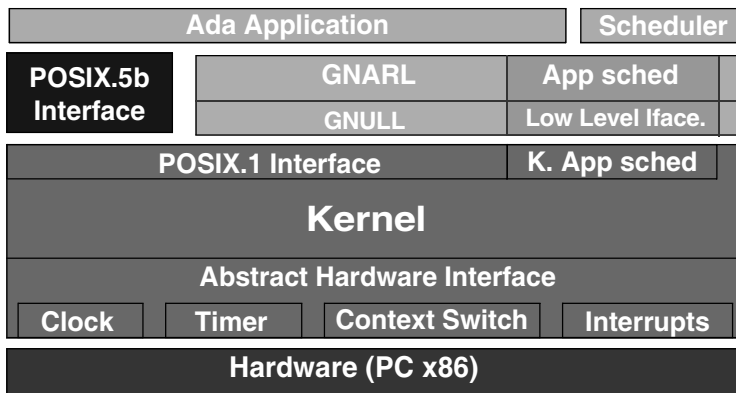 Ada Application
Scheduler
POSIX.5b
Interface
GNARL
App sched
GNULL
Low Level Iface.
POSIX.1 Interface
K. App sched
Kernel
Abstract Hardware Interface
Clock
Timer
Context Switch
Interrupts
Hardware (PC x86)